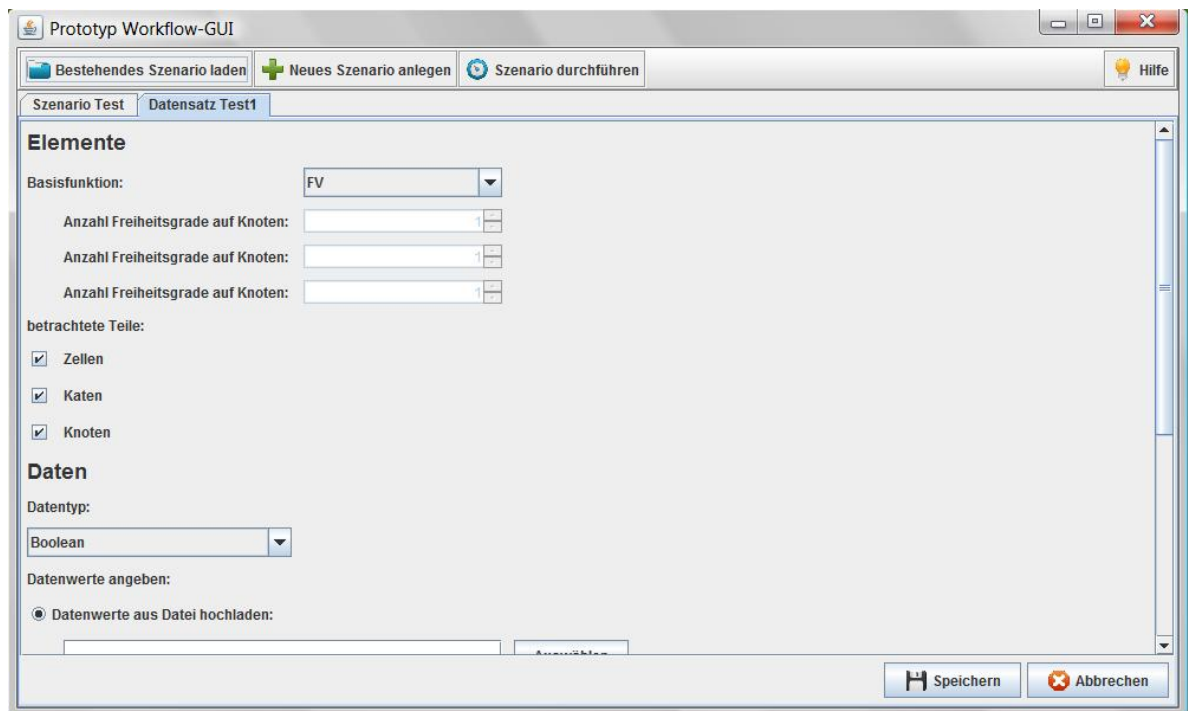 Prototyp Workflow-GUI
Bestehendes Szenario laden Neues Szenario anlegen Szenario durchführen Hilfe
Szenario Test Datensatz Test1
Elemente
Basisfunktion: FV
Anzahl Freiheitsgrade auf Knoten: 1
Anzahl Freiheitsgrade auf Knoten: 1
Anzahl Freiheitsgrade auf Knoten: 1
betrachtete Teile:
Zellen
Katen
Knoten
Daten
Datentyp:
Boolean
Datenwerte angeben:
Datenwerte aus Datei hochladen:
Auswählen
Speichern Abbrechen